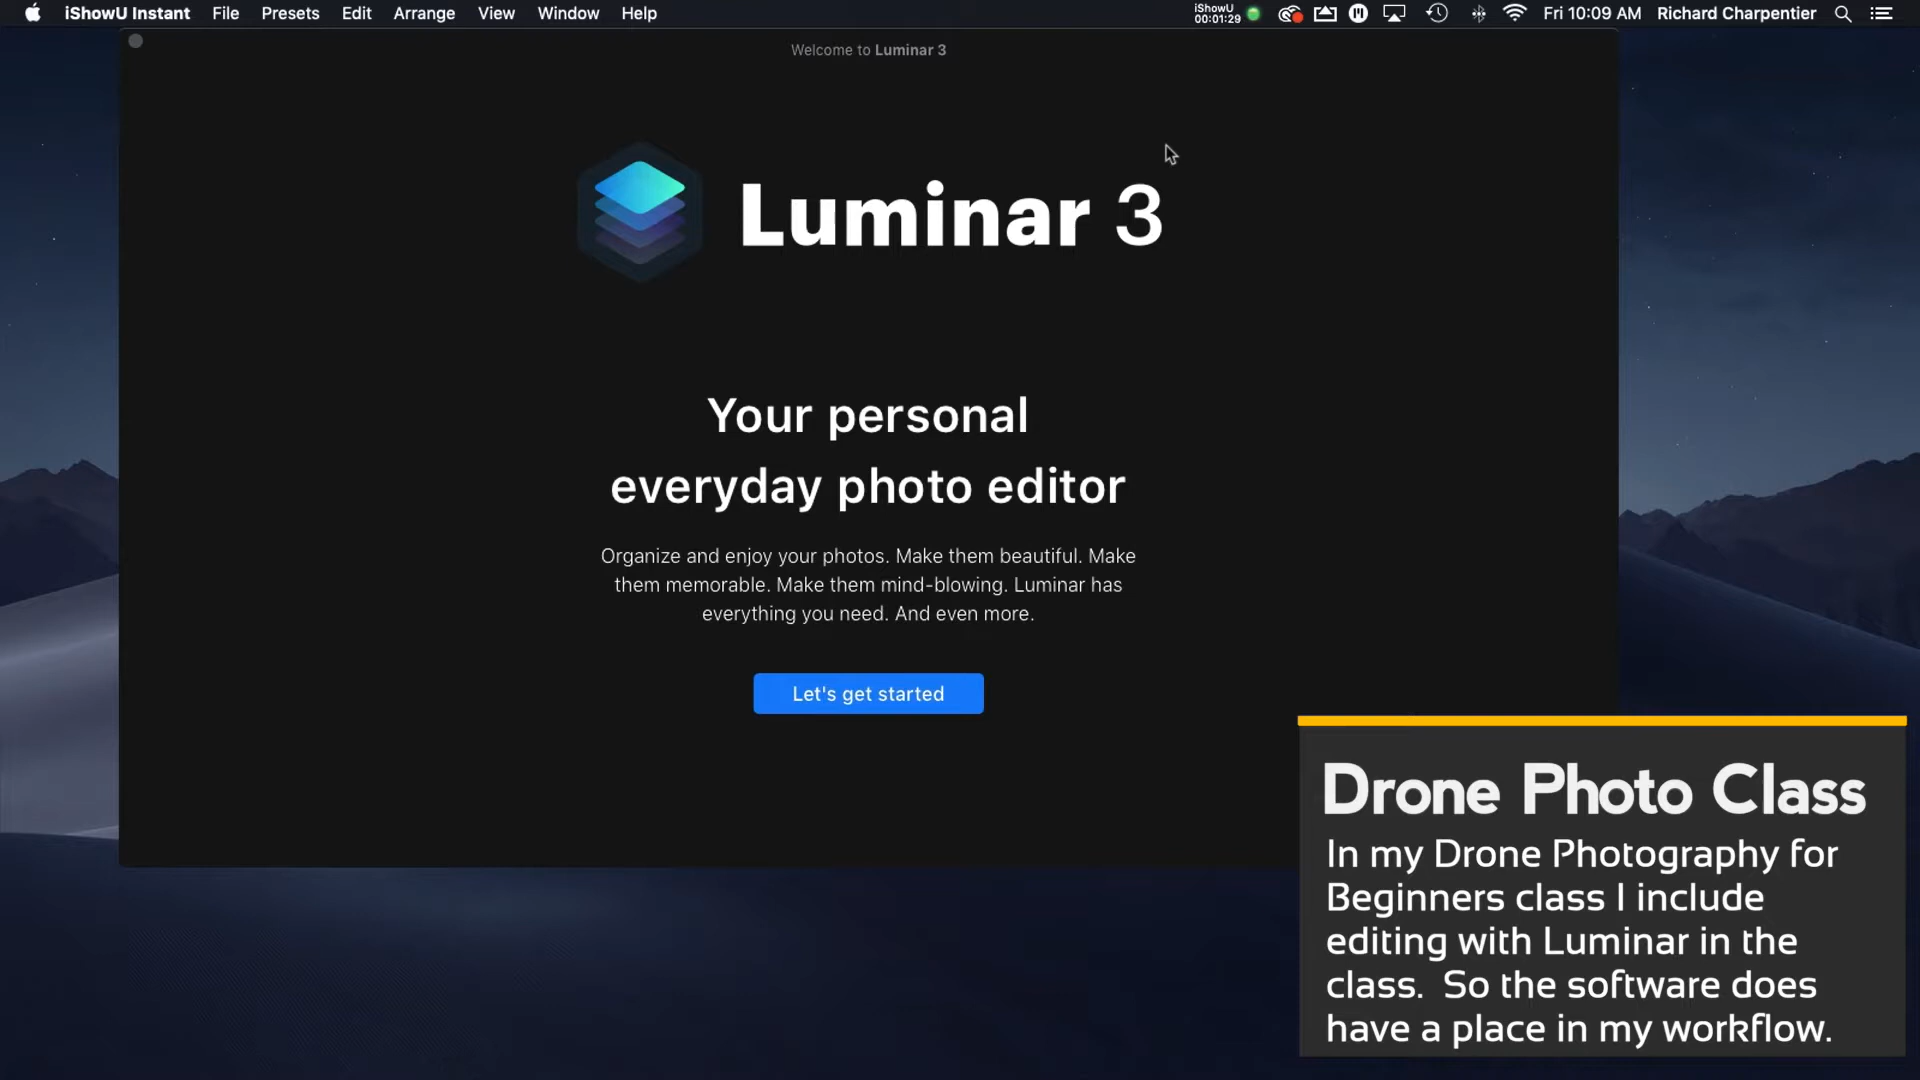 iShowU Instant File Presets Edit Arrange View Window Help iShowU 00:01:29 Fri 10:09 AM Richard Charpentier
Welcome to Luminar 3
Luminar 3
Your personal
everyday photo editor
Organize and enjoy your photos. Make them beautiful. Make
them memorable. Make them mind-blowing. Luminar has
everything you need. And even more.
Let's get started
Drone Photo Class
In my Drone Photography for
Beginners class I include
editing with Luminar in the
class. So the software does
have a place in my workflow.